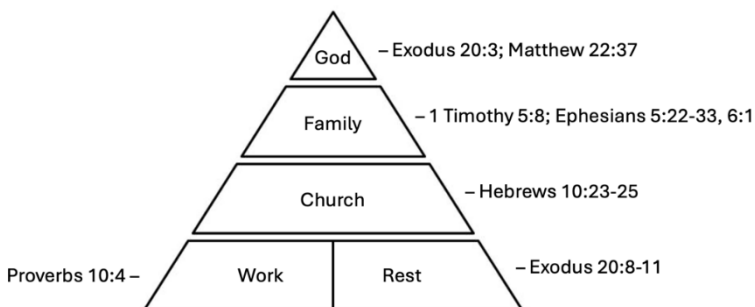 God – Exodus 20:3; Matthew 22:37
Family – 1 Timothy 5:8; Ephesians 5:22-33, 6:1
Church – Hebrews 10:23-25
Proverbs 10:4 – Work Rest – Exodus 20:8-11